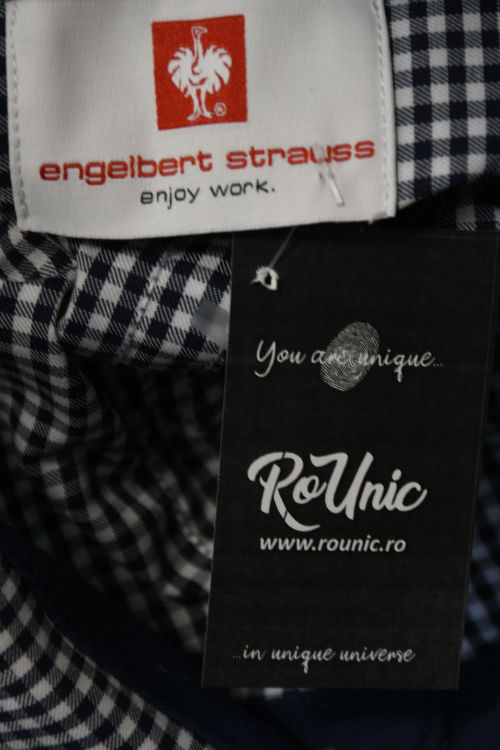 ®
engelbert strauss
enjoy work.
You are unique...
RoUnic
www.rounic.ro
...in unique universe